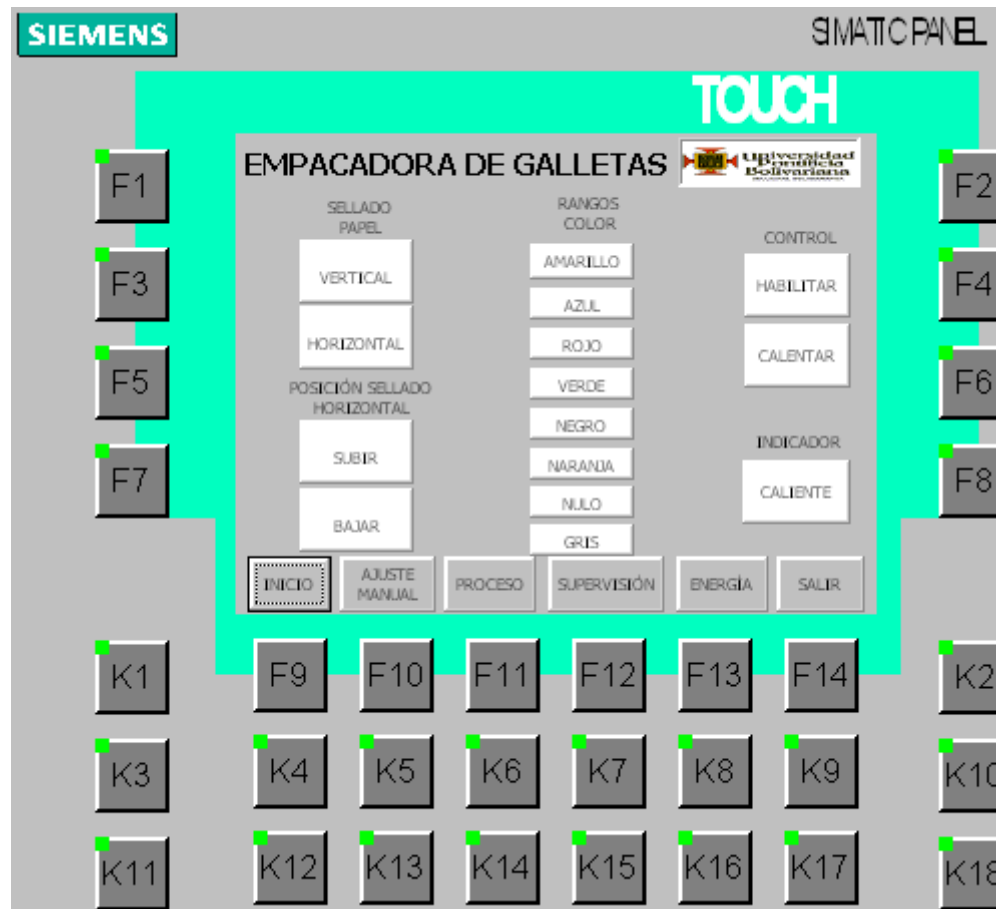 SIEMENS
SIMATIC PANEL
TOUCH
EMPACADORA DE GALLETAS
Universidad
Pontificia
Bolivariana
F1
F2
F3
F4
F5
F6
F7
F8
SELLADO
PAPEL
VERTICAL
HORIZONTAL
POSICIÓN SELLADO
HORIZONTAL
SUBIR
BAJAR
RANGOS
COLOR
AMARILLO
AZUL
ROJO
VERDE
NEGRO
NARANJA
NULO
GRIS
CONTROL
HABILITAR
CALENTAR
INDICADOR
CALIENTE
INICIO
AJUSTE
MANUAL
PROCESO
SUPERVISIÓN
ENERGÍA
SALIR
K1
F9
F10
F11
F12
F13
F14
K2
K3
K4
K5
K6
K7
K8
K9
K10
K11
K12
K13
K14
K15
K16
K17
K18